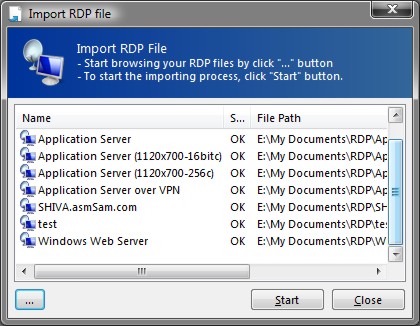 Import RDP file
Import RDP File
- Start browsing your RDP files by click "..." button
- To start the importing process, click "Start" button.
Name S... File Path
Application Server OK E:\My Documents\RDP\Ap
Application Server (1120x700-16bitc) OK E:\My Documents\RDP\Ap
Application Server (1120x700-256c) OK E:\My Documents\RDP\Ap
Application Server over VPN OK E:\My Documents\RDP\Ap
SHIVA.asmSam.com OK E:\My Documents\RDP\SH
test OK E:\My Documents\RDP\tes
Windows Web Server OK E:\My Documents\RDP\W
... Start Close